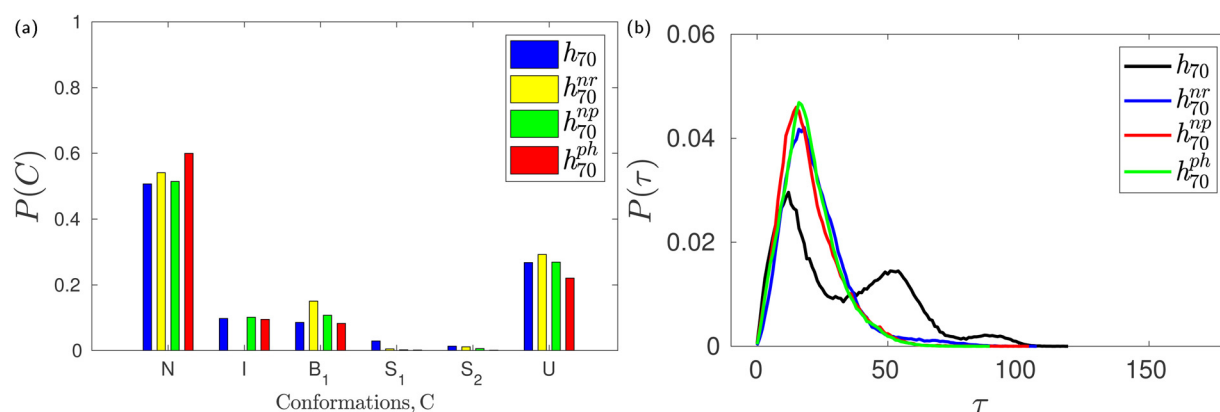 (a)
1
0.8
0.6
0.4
0.2
0
P(C)
N I B₁ S₁ S₂ U
Conformations, C
h₇₀
h₇₀ⁿʳ
h₇₀ⁿᵖ
h₇₀ᵖʰ
(b)
0.06
0.04
0.02
0
P(τ)
0 50 100 150
τ
h₇₀
h₇₀ⁿʳ
h₇₀ⁿᵖ
h₇₀ᵖʰ